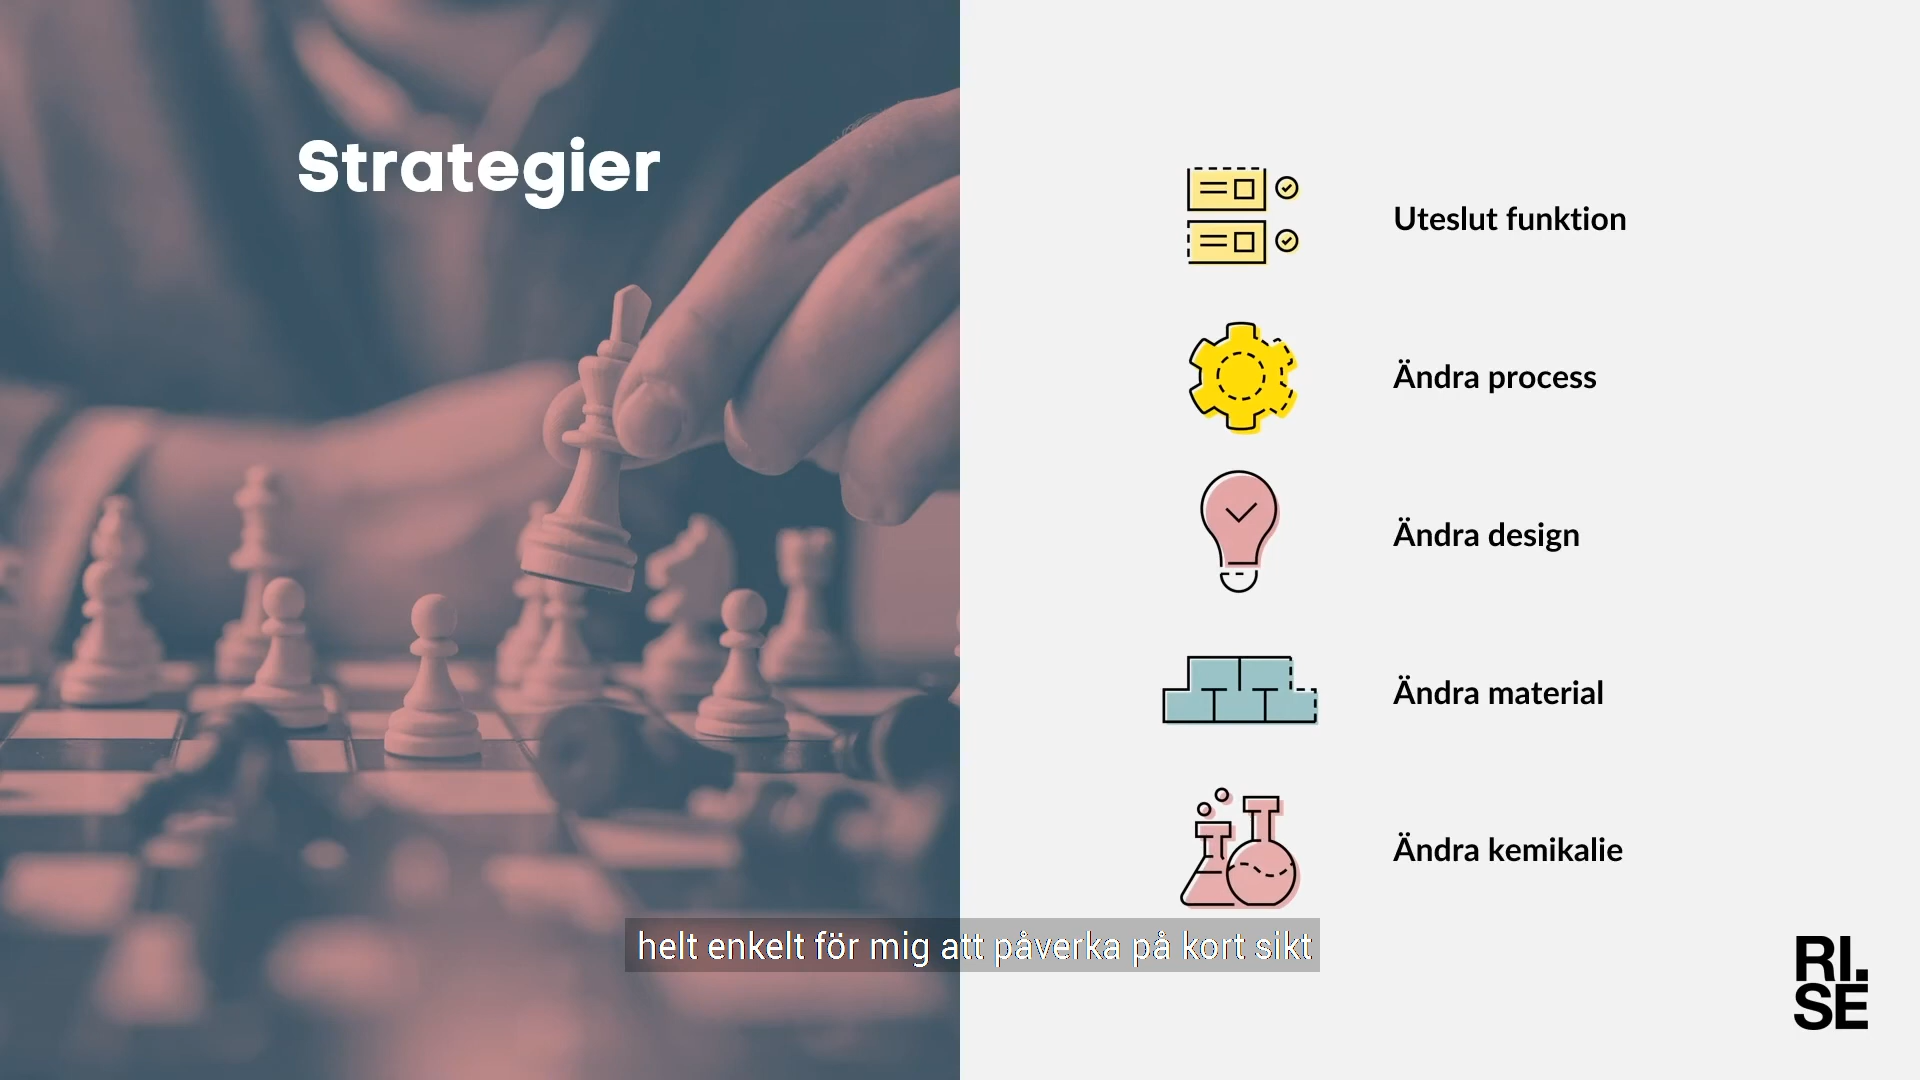 Strategier
Uteslut funktion
Ändra process
Ändra design
Ändra material
Ändra kemikalie
helt enkelt för mig att påverka på kort sikt
RI.
SE